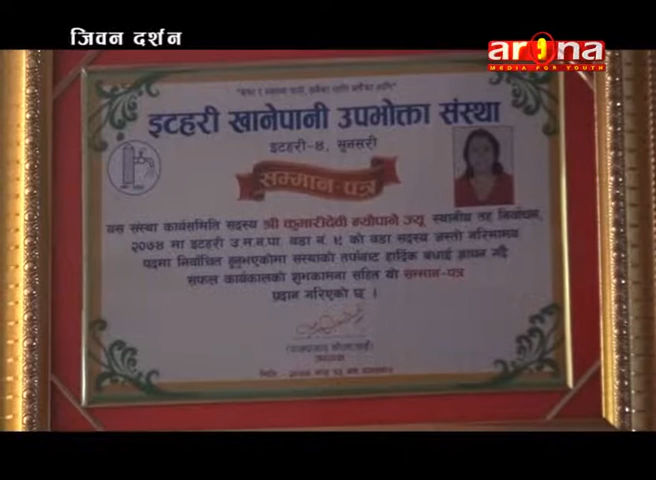 जिवन दर्शन
arena
MEDIA FOR YOUTH
इटहरी खानेपानी उपभोक्ता संस्था
इटहरी-४, सुनसरी
सम्मान-पत्र
यस संस्था कार्यसमिति सदस्य श्री कुमारीदेवी न्यौपाने ज्यू स्थानीय तह निर्वाचन,
२०७४ मा इटहरी उ.म.न.पा. वडा नं. ९ को वडा सदस्य जस्तो गरिमामय
पदमा निर्वाचित हुनुभएकोमा संस्थाको तर्फबाट हार्दिक बधाई ज्ञापन गर्दै
सफल कार्यकालको शुभकामना सहित यो सम्मान-पत्र
प्रदान गरिएको छ ।